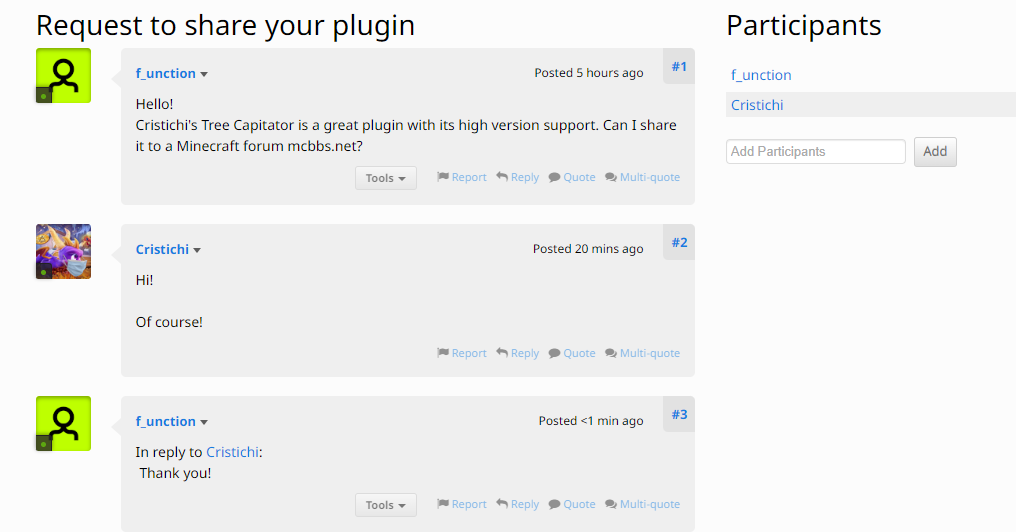 Request to share your plugin
Participants
f_unction
Posted 5 hours ago
#1
Hello!
Cristichi's Tree Capitator is a great plugin with its high version support. Can I share
it to a Minecraft forum mcbbs.net?
Tools
Report Reply Quote Multi-quote
f_unction
Cristichi
Add Participants
Add
Cristichi
Posted 20 mins ago
#2
Hi!
Of course!
Report Reply Quote Multi-quote
f_unction
Posted <1 min ago
#3
In reply to Cristichi:
Thank you!
Tools
Report Reply Quote Multi-quote